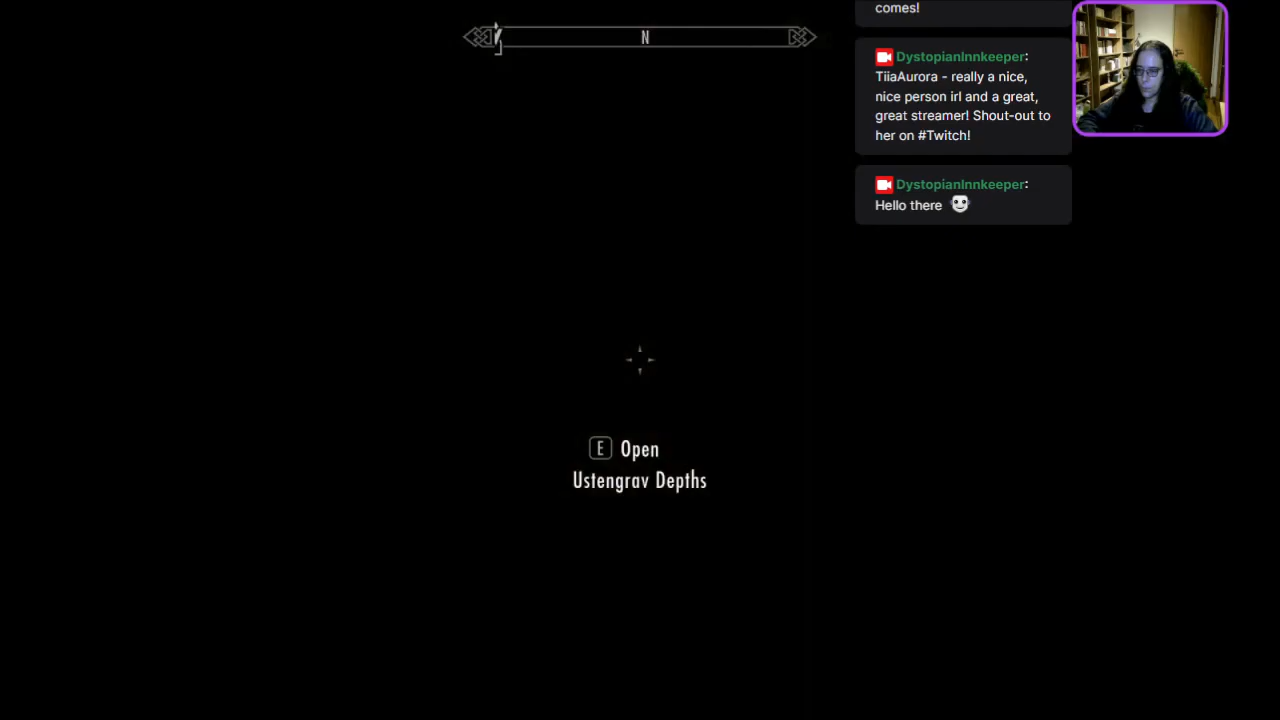 N
comes!
DystopianInnkeeper:
TiiaAurora - really a nice,
nice person irl and a great,
great streamer! Shout-out to
her on #Twitch!
DystopianInnkeeper:
Hello there
E Open
Ustengrav Depths